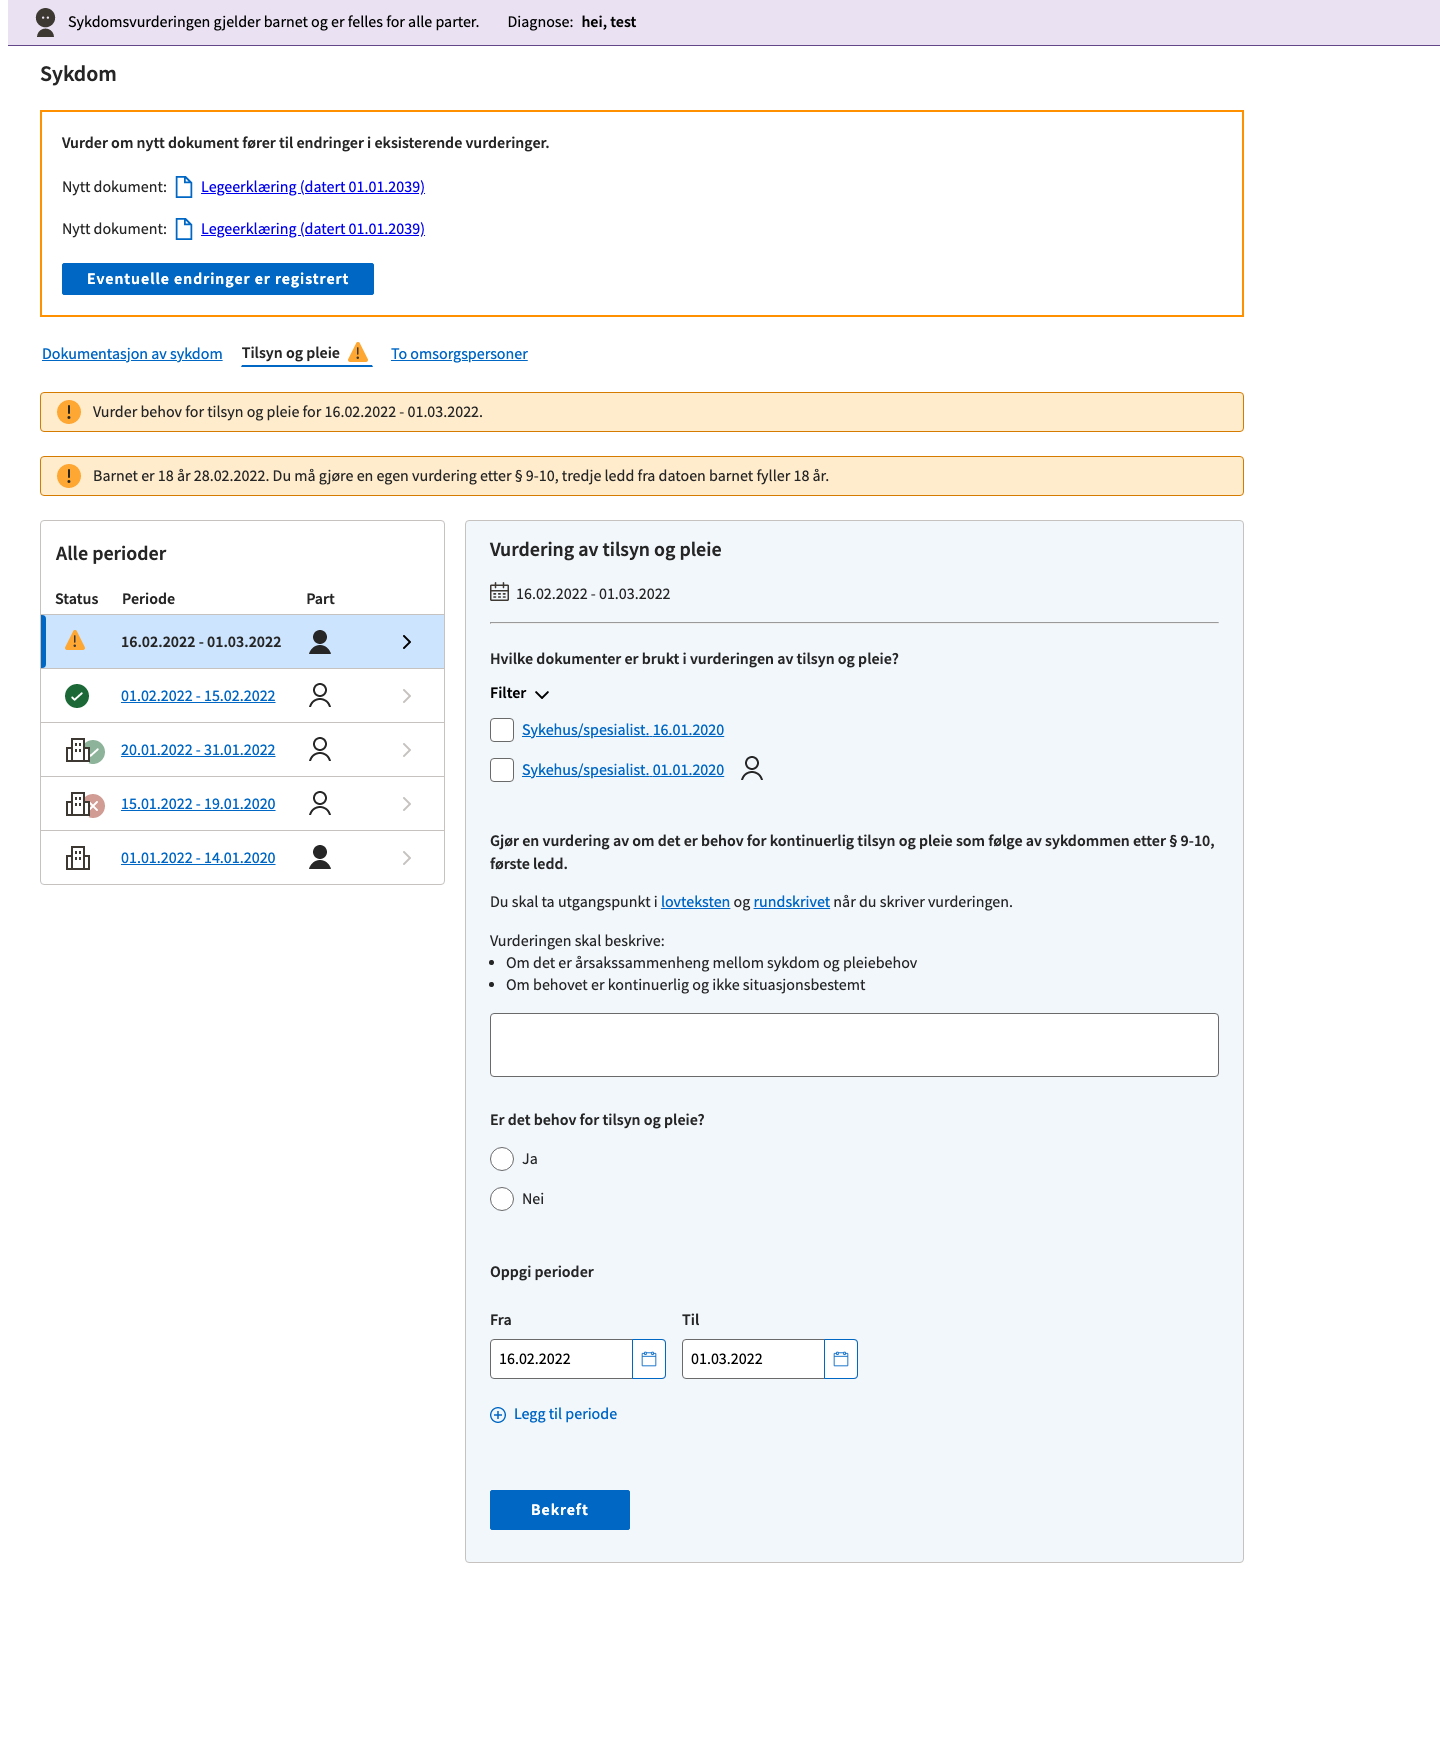 Sykdomsvurderingen gjelder barnet og er felles for alle parter. Diagnose: hei, test
Sykdom
Vurder om nytt dokument fører til endringer i eksisterende vurderinger.
Nytt dokument: Legeerklæring (datert 01.01.2039)
Nytt dokument: Legeerklæring (datert 01.01.2039)
Eventuelle endringer er registrert
Dokumentasjon av sykdom Tilsyn og pleie To omsorgspersoner
Vurder behov for tilsyn og pleie for 16.02.2022 - 01.03.2022.
Barnet er 18 år 28.02.2022. Du må gjøre en egen vurdering etter § 9-10, tredje ledd fra datoen barnet fyller 18 år.
Alle perioder
Status Periode Part
16.02.2022 - 01.03.2022
01.02.2022 - 15.02.2022
20.01.2022 - 31.01.2022
15.01.2022 - 19.01.2020
01.01.2022 - 14.01.2020
Vurdering av tilsyn og pleie
16.02.2022 - 01.03.2022
Hvilke dokumenter er brukt i vurderingen av tilsyn og pleie?
Filter
Sykehus/spesialist. 16.01.2020
Sykehus/spesialist. 01.01.2020
Gjør en vurdering av om det er behov for kontinuerlig tilsyn og pleie som følge av sykdommen etter § 9-10,
første ledd.
Du skal ta utgangspunkt i lovteksten og rundskrivet når du skriver vurderingen.
Vurderingen skal beskrive:
• Om det er årsakssammenheng mellom sykdom og pleiebehov
• Om behovet er kontinuerlig og ikke situasjonsbestemt
Er det behov for tilsyn og pleie?
Ja
Nei
Oppgi perioder
Fra Til
16.02.2022 01.03.2022
Legg til periode
Bekreft